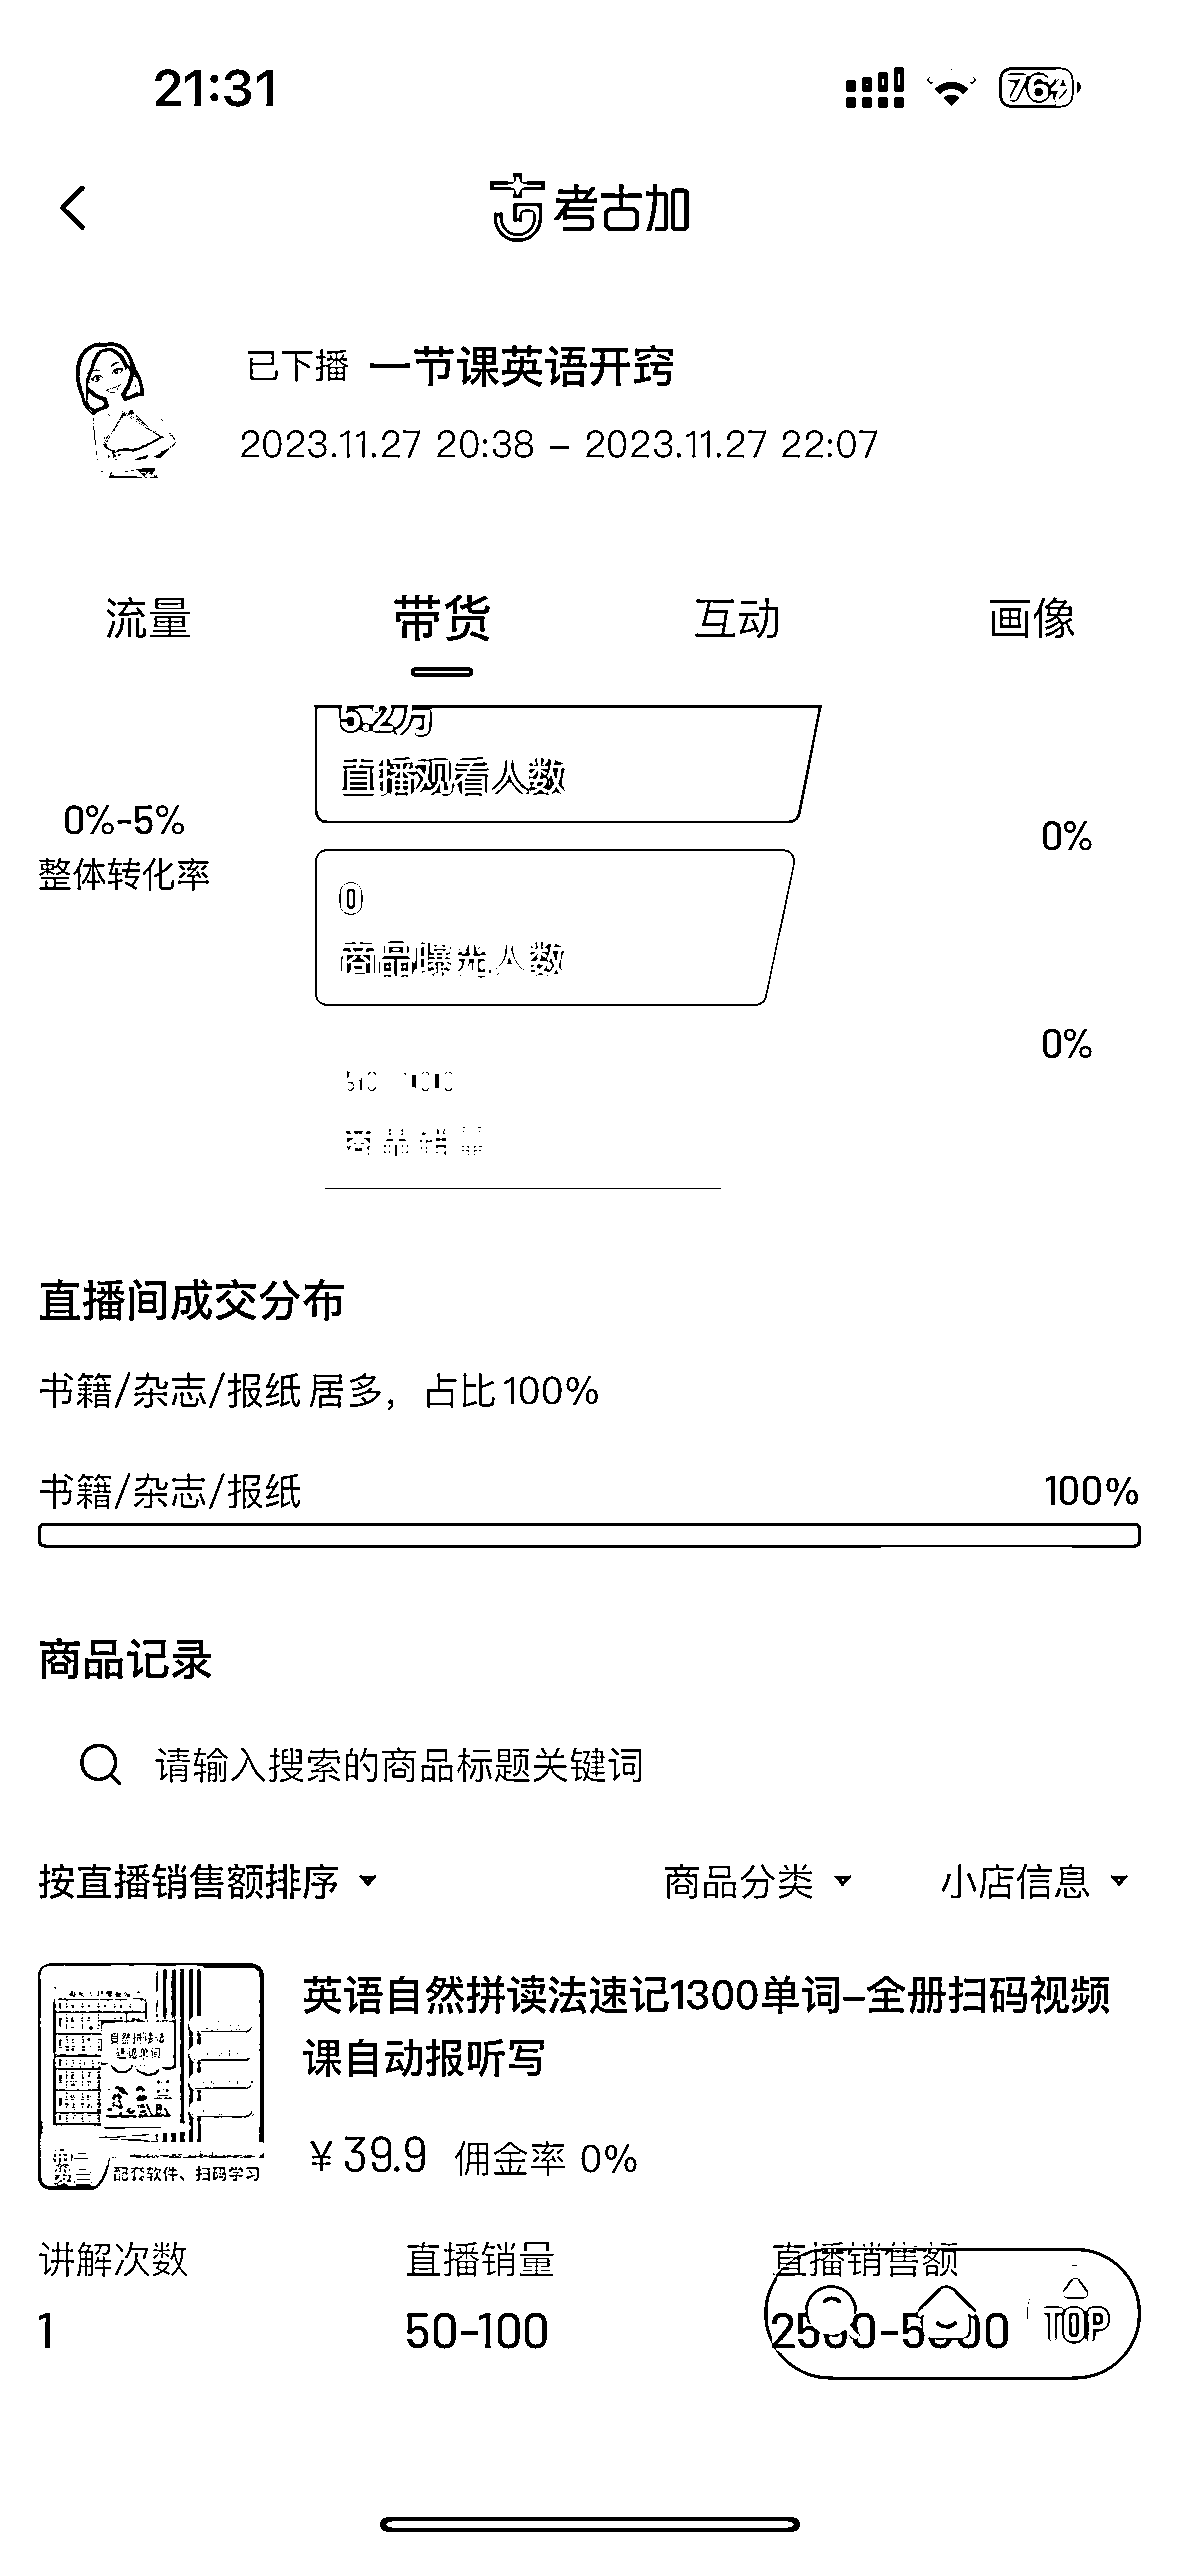 21:31
76
考古加
已下播 一节课英语开窍
2023.11.27 20:38 – 2023.11.27 22:07
流量 带货 互动 画像
5.2万
直播观看人数
0%-5%
整体转化率
0%
0
商品曝光人数
0%
50-100
商品销量
直播间成交分布
书籍/杂志/报纸居多，占比100%
书籍/杂志/报纸 100%
商品记录
请输入搜索的商品标题关键词
按直播销售额排序 商品分类 小店信息
英语自然拼读法速记1300单词–全册扫码视频
课自动报听写
自然拼读法
速记单词
配套软件、扫码学习
¥39.9 佣金率 0%
讲解次数 直播销量 直播销售额
1 50-100 2500-5000
TOP